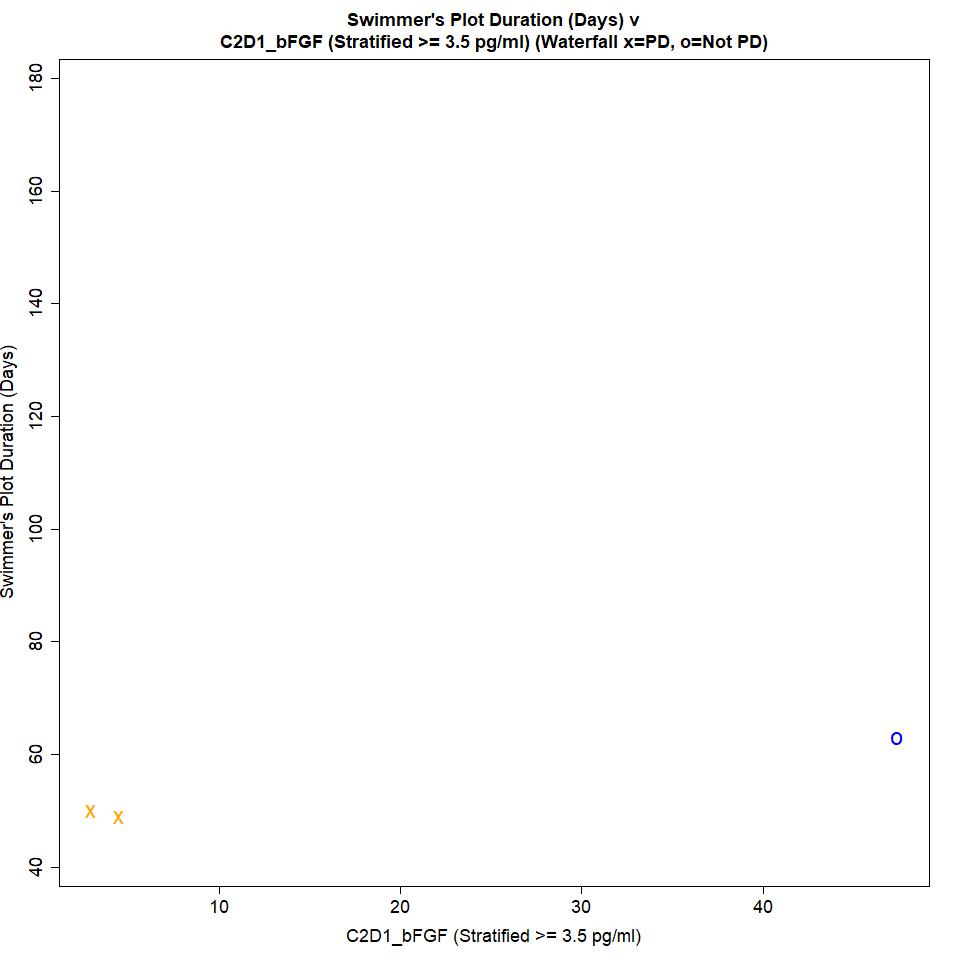 Swimmer's Plot Duration (Days) v
C2D1_bFGF (Stratified >= 3.5 pg/ml) (Waterfall x=PD, o=Not PD)
Swimmer's Plot Duration (Days)
180
160
140
120
100
80
60
40
x
x
o
10
20
30
40
C2D1_bFGF (Stratified >= 3.5 pg/ml)